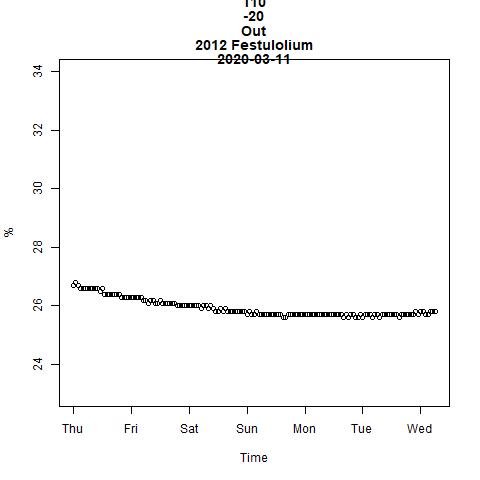 110
-20
Out
2012 Festulolium
2020-03-11
34
32
30
28
26
24
%
Thu Fri Sat Sun Mon Tue Wed
Time